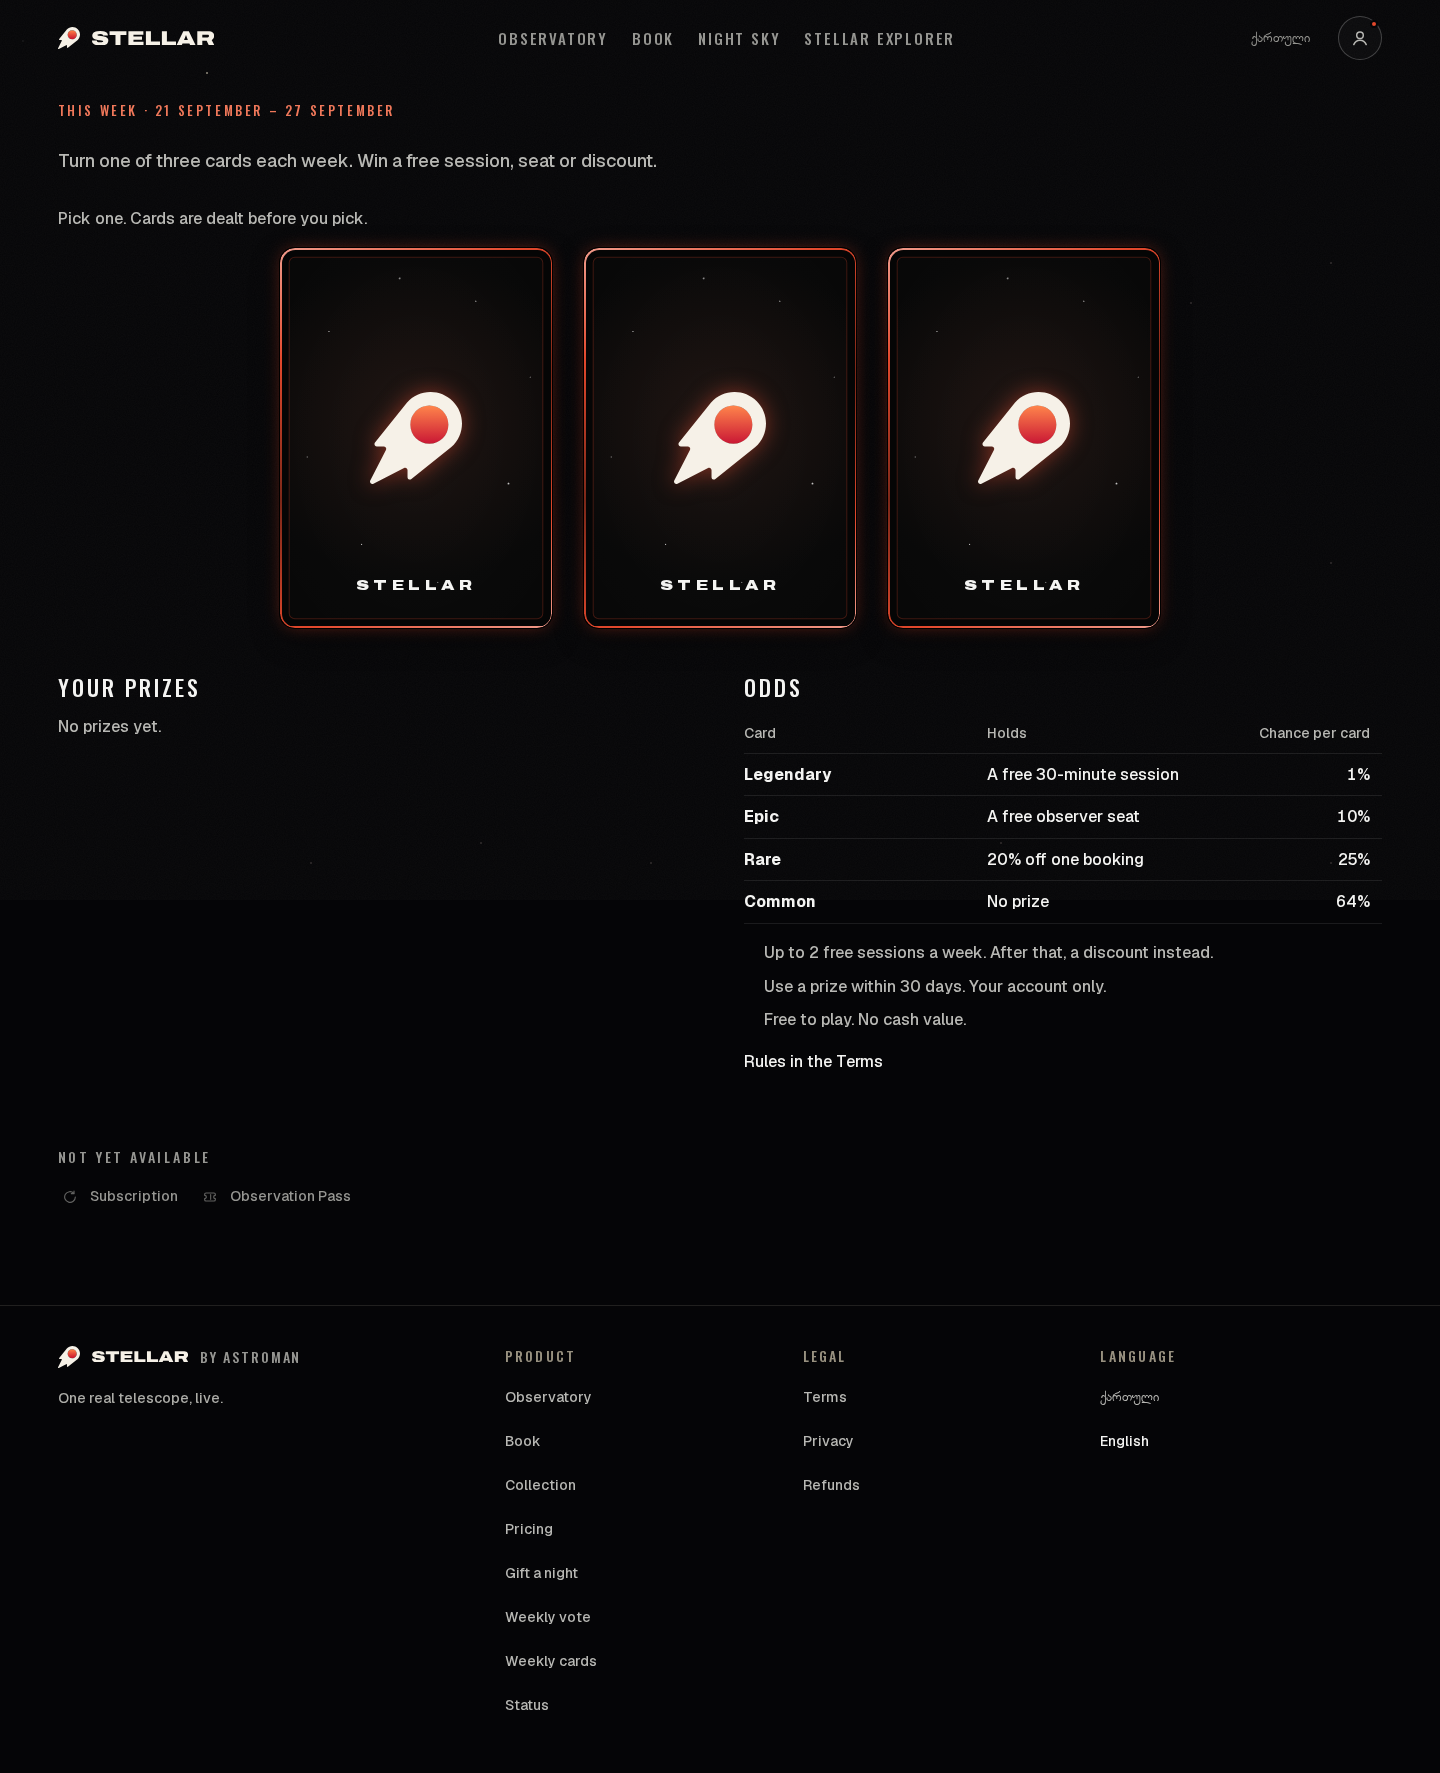 STELLAR
OBSERVATORY BOOK NIGHT SKY STELLAR EXPLORER
ქართული
THIS WEEK · 21 SEPTEMBER – 27 SEPTEMBER
Turn one of three cards each week. Win a free session, seat or discount.
Pick one. Cards are dealt before you pick.
STELLAR STELLAR STELLAR
YOUR PRIZES
No prizes yet.
ODDS
Card Holds Chance per card
Legendary A free 30-minute session 1%
Epic A free observer seat 10%
Rare 20% off one booking 25%
Common No prize 64%
Up to 2 free sessions a week. After that, a discount instead.
Use a prize within 30 days. Your account only.
Free to play. No cash value.
Rules in the Terms
NOT YET AVAILABLE
Subscription Observation Pass
STELLAR BY ASTROMAN
One real telescope, live.
PRODUCT
Observatory
Book
Collection
Pricing
Gift a night
Weekly vote
Weekly cards
Status
LEGAL
Terms
Privacy
Refunds
LANGUAGE
ქართული
English